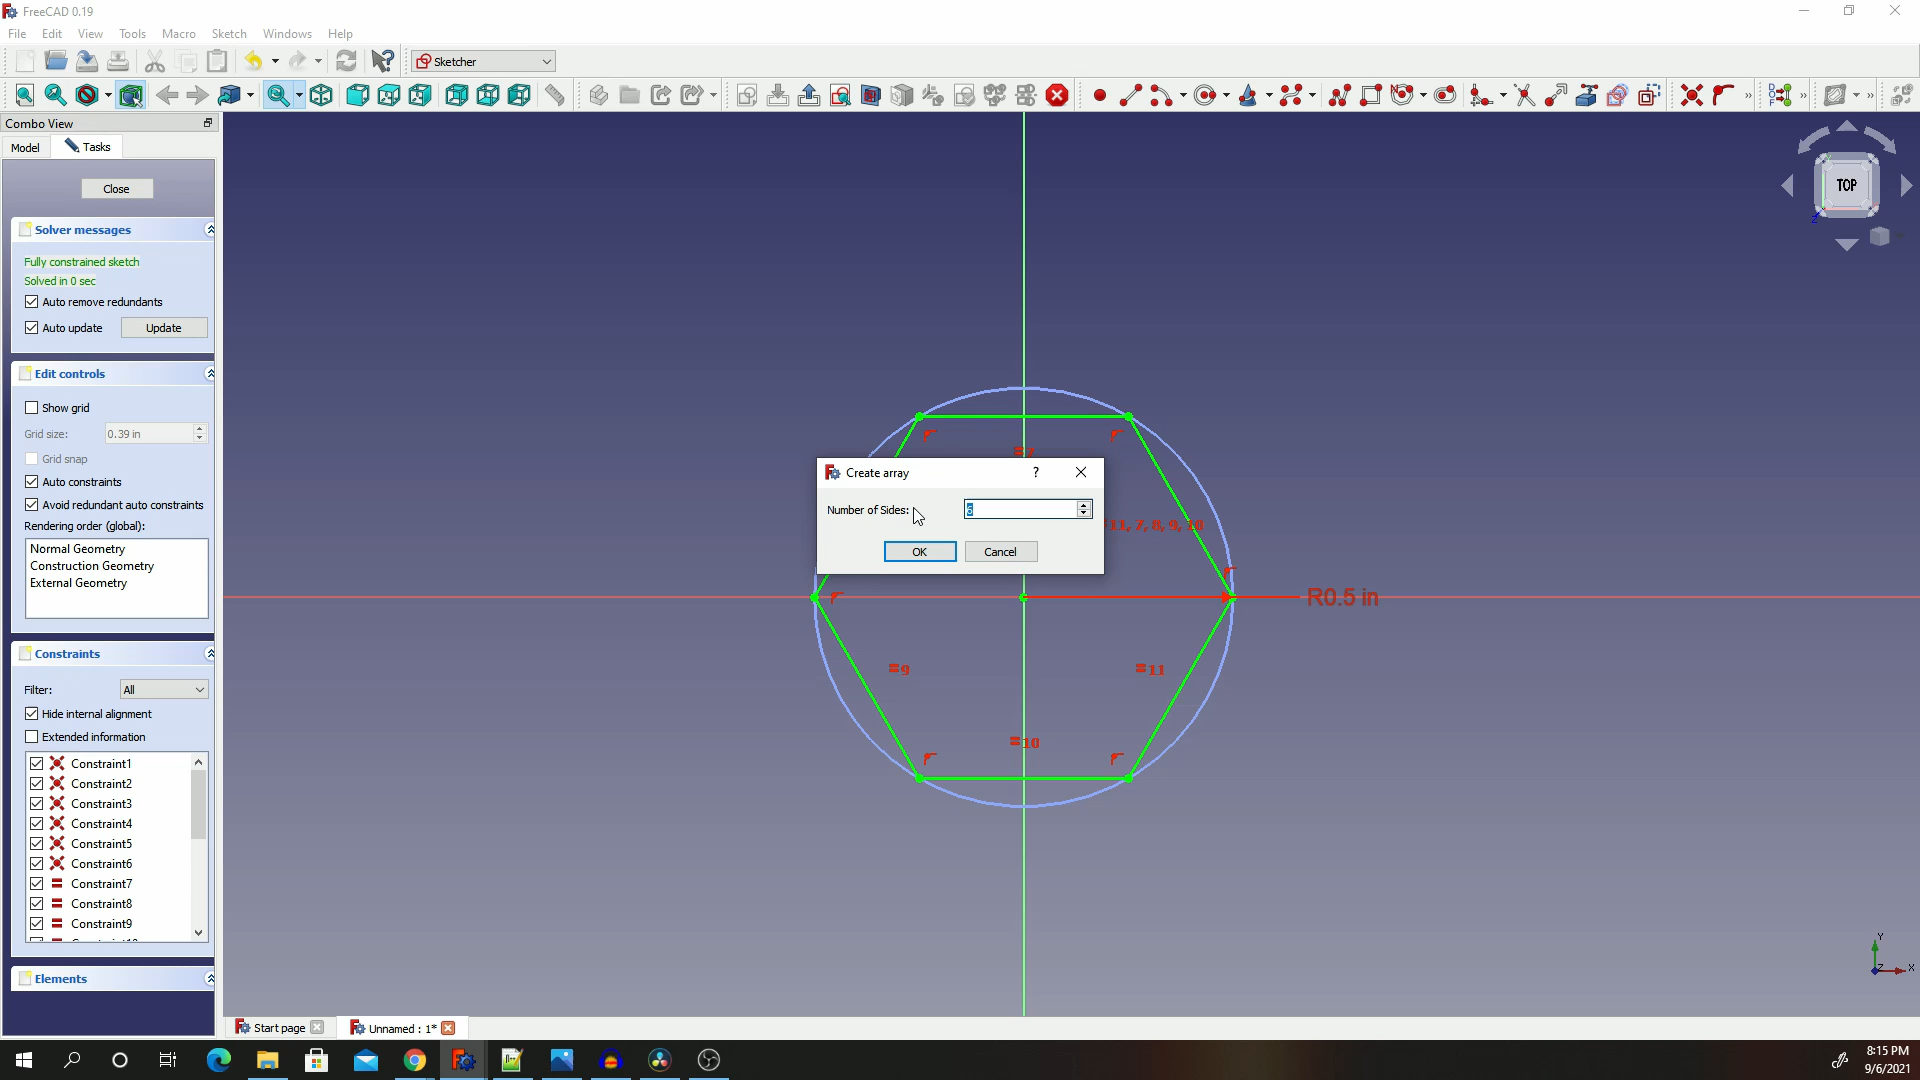 FreeCAD 0.19
File Edit View Tools Macro Sketch Windows Help
Sketcher
Combo View
Model Tasks
Close
Solver messages
Fully constrained sketch
Solved in 0 sec
Auto remove redundants
Auto update Update
Edit controls
Show grid
Grid size: 0.39 in
Grid snap
Auto constraints
Avoid redundant auto constraints
Rendering order (global):
Normal Geometry
Construction Geometry
External Geometry
Constraints
Filter: All
Hide internal alignment
Extended information
Constraint1
Constraint2
Constraint3
Constraint4
Constraint5
Constraint6
Constraint7
Constraint8
Constraint9
Elements
TOP
Z
Create array ?
Number of Sides: 6
OK Cancel
11, 7, 8, 9, 10
R0.5 in
=9
=11
=10
Y
Z X
Start page Unnamed : 1*
8:15 PM
9/6/2021